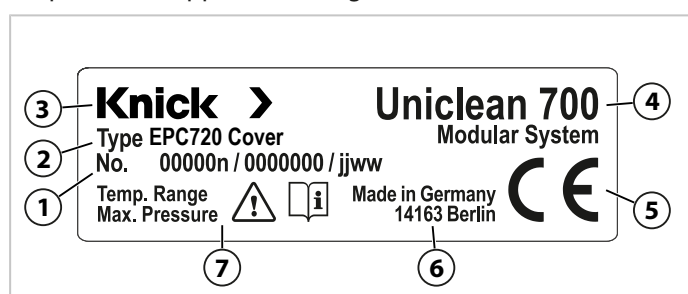 3 Knick > Uniclean 700 4
2 Type EPC720 Cover Modular System
No. 00000n / 0000000 / jjww
1 Temp. Range Made in Germany CE 5
Max. Pressure 14163 Berlin
7 6